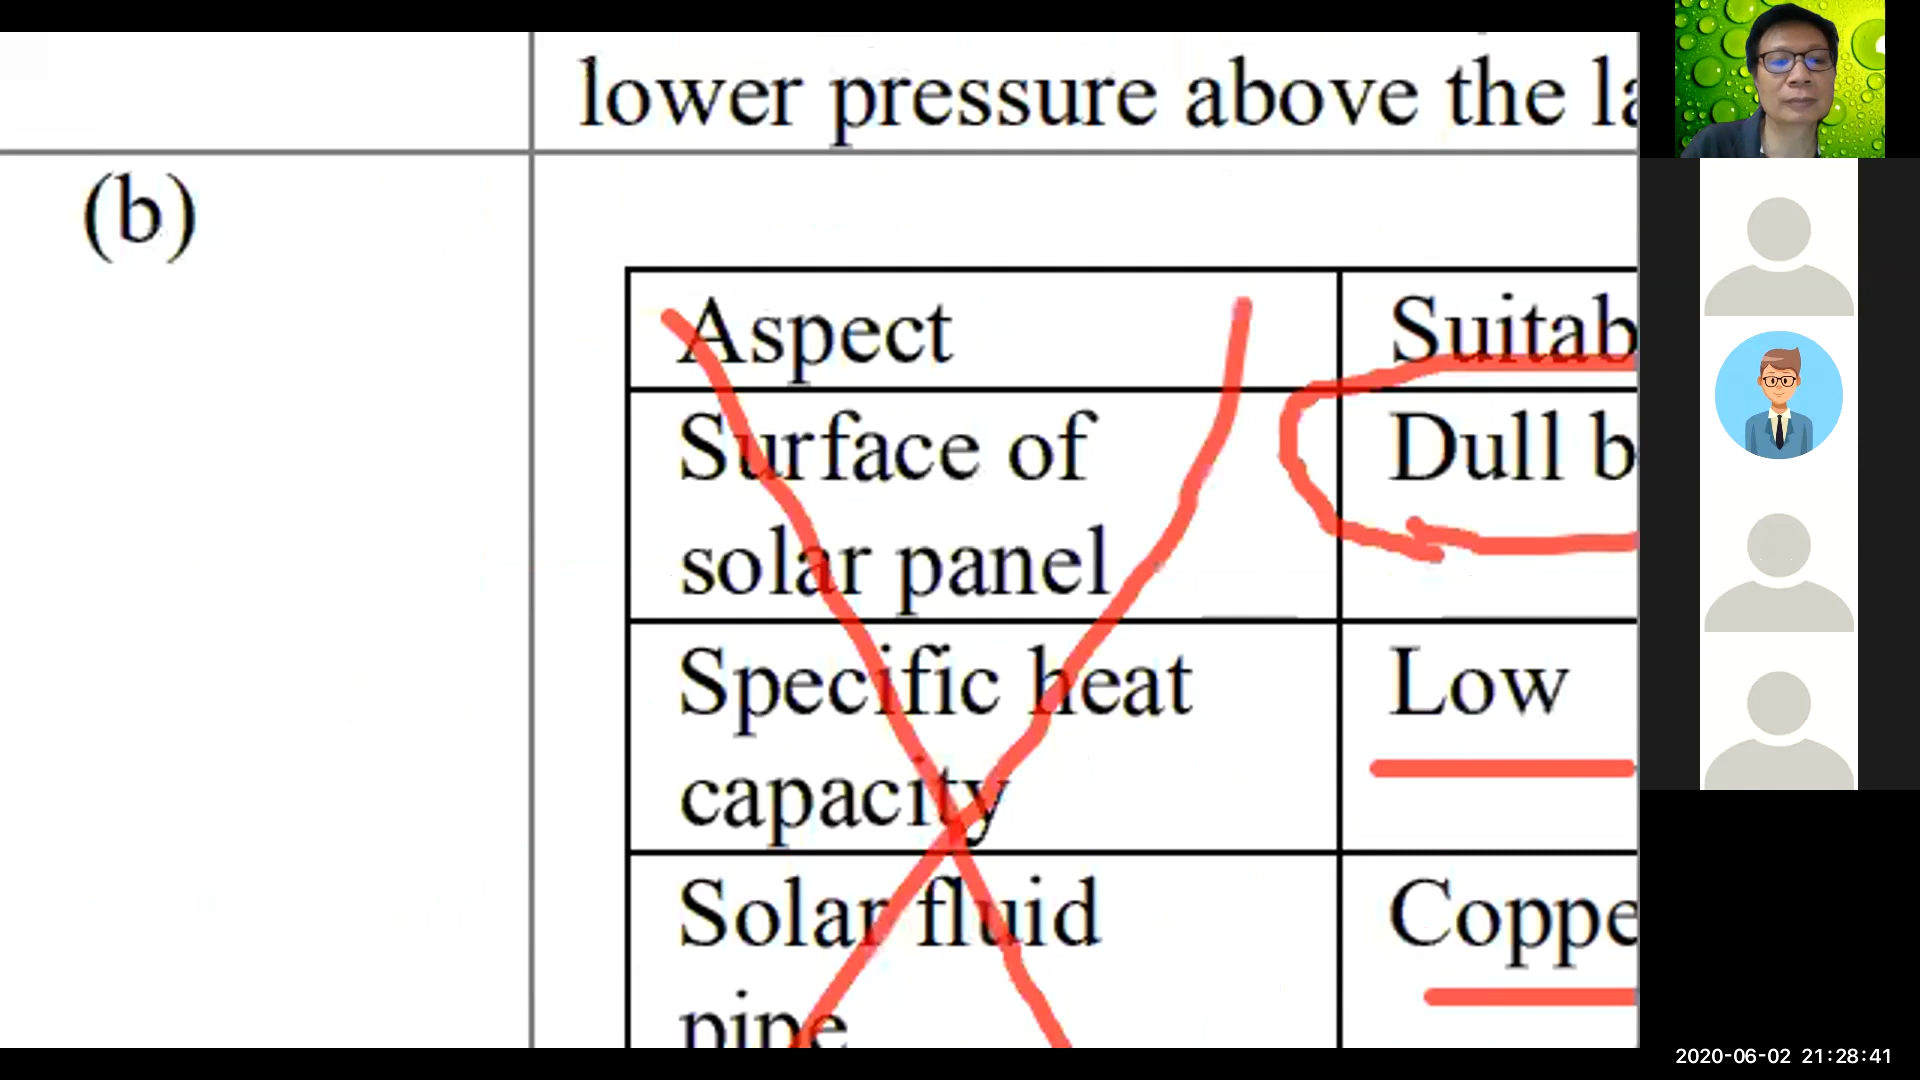 lower pressure above the
(b)
Aspect
Suitab
Surface of
solar panel
Dull b
Specific heat
capacity
Low
Solar fluid
pipe
Coppe
2020-06-02 21:28:41